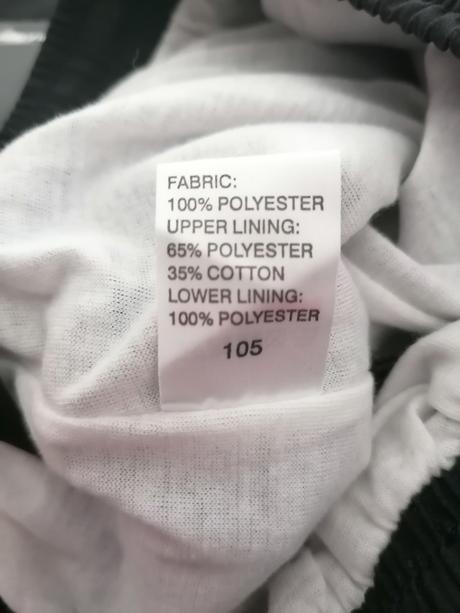 FABRIC:
100% POLYESTER
UPPER LINING:
65% POLYESTER
35% COTTON
LOWER LINING:
100% POLYESTER
105